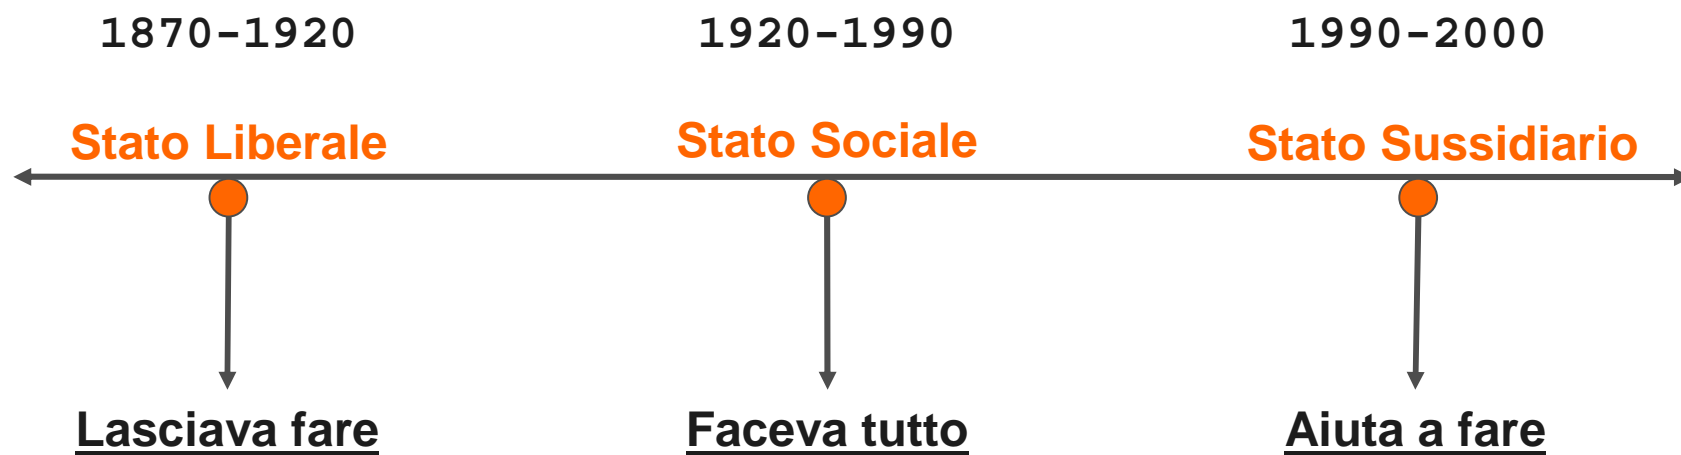 1870-1920 1920-1990 1990-2000
Stato Liberale Stato Sociale Stato Sussidiario
Lasciava fare Faceva tutto Aiuta a fare